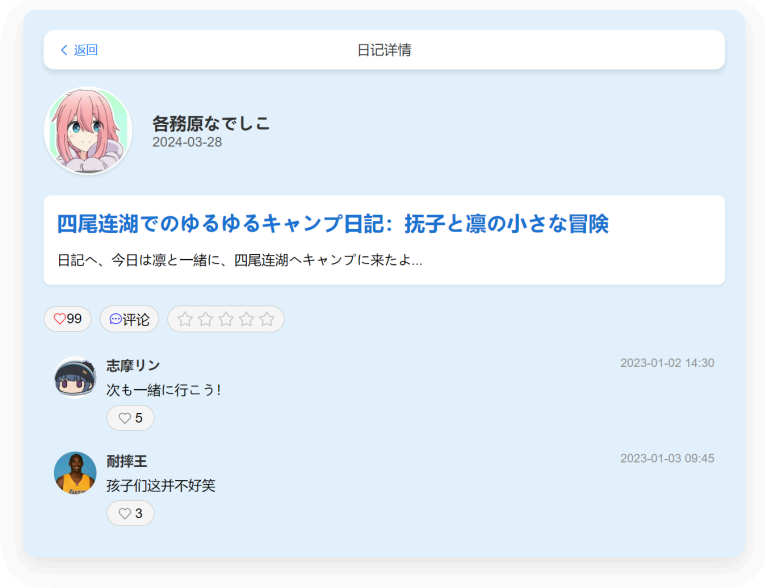 返回
日记详情
各務原なでしこ
2024-03-28
四尾连湖でのゆるゆるキャンプ日記：抚子と凛の小さな冒険
日記へ、今日は凛と一緒に、四尾连湖へキャンプに来たよ...
99 评论
志摩リン 2023-01-02 14:30
次も一緒に行こう！
5
耐摔王 2023-01-03 09:45
孩子们这并不好笑
3